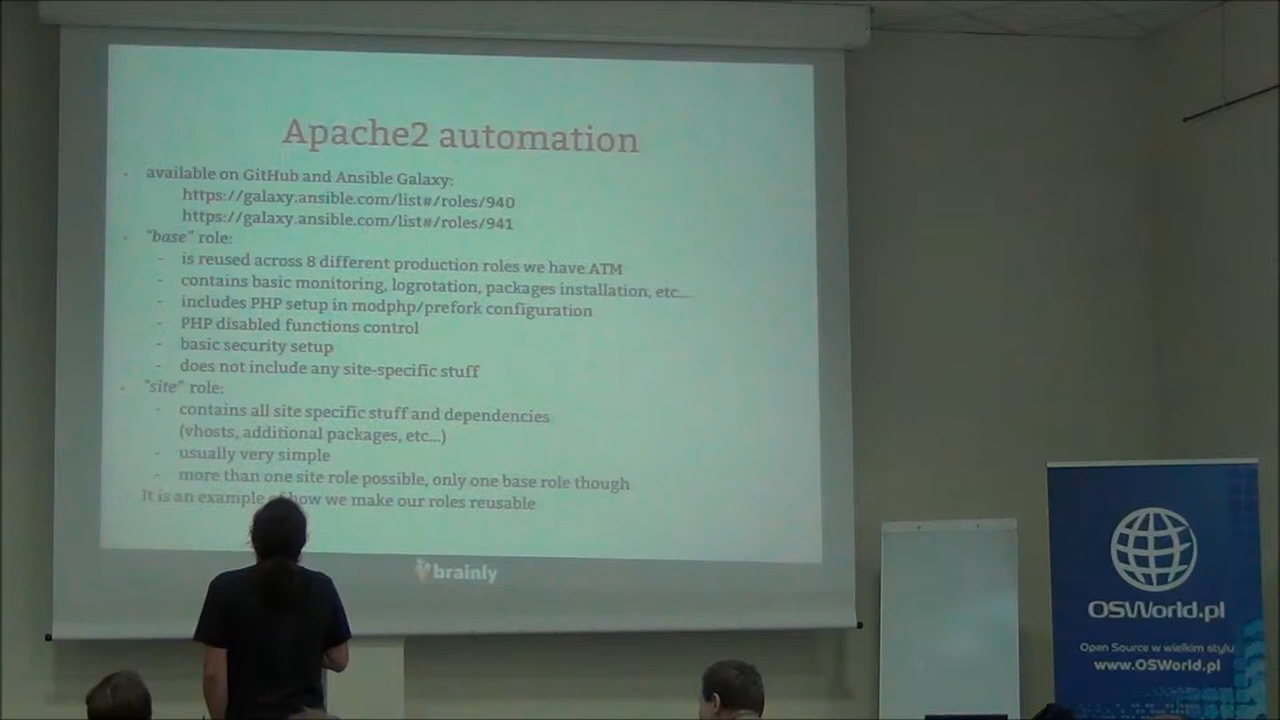 Apache2 automation
available on GitHub and Ansible Galaxy:
https://galaxy.ansible.com/list#/roles/940
https://galaxy.ansible.com/list#/roles/941
"base" role:
- is reused across 8 different production roles we have ATM
- contains basic monitoring, logrotation, packages installation, etc...
- includes PHP setup in modphp/prefork configuration
- PHP disabled functions control
- basic security setup
- does not include any site-specific stuff
"site" role:
- contains all site specific stuff and dependencies
(vhosts, additional packages, etc...)
- usually very simple
- more than one site role possible, only one base role though
It is an example of how we make our roles reusable
brainly
OSWorld.pl
Open Source w wielkim stylu
www.OSWorld.pl